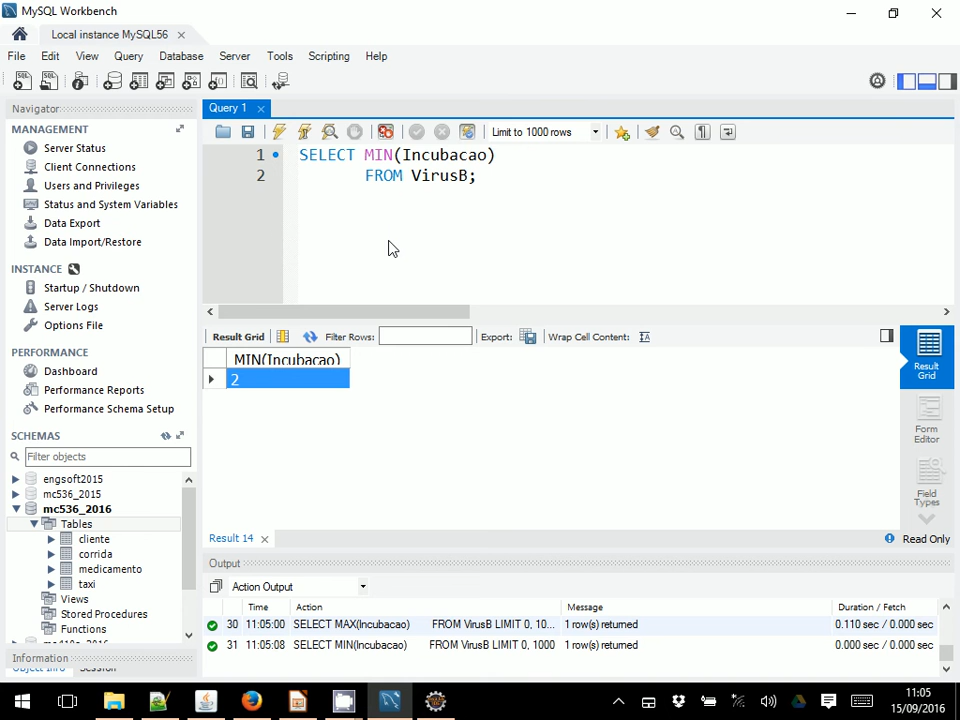 MySQL Workbench
Local instance MySQL56
File Edit View Query Database Server Tools Scripting Help
Navigator
Query 1
MANAGEMENT
Server Status
Client Connections
Users and Privileges
Status and System Variables
Data Export
Data Import/Restore
INSTANCE
Startup / Shutdown
Server Logs
Options File
PERFORMANCE
Dashboard
Performance Reports
Performance Schema Setup
SCHEMAS
Filter objects
engsoft2015
mc536_2015
mc536_2016
Tables
cliente
corrida
medicamento
taxi
Views
Stored Procedures
Functions
Information
Object Info Session
Limit to 1000 rows
1 SELECT MIN(Incubacao)
2 FROM VirusB;
Result Grid Filter Rows: Export: Wrap Cell Content:
MIN(Incubacao)
2
Result Grid
Form Editor
Field Types
Result 14
Read Only
Output
Action Output
Time Action Message Duration / Fetch
30 11:05:00 SELECT MAX(Incubacao) FROM VirusB LIMIT 0, 10... 1 row(s) returned 0.110 sec / 0.000 sec
31 11:05:08 SELECT MIN(Incubacao) FROM VirusB LIMIT 0, 1000 1 row(s) returned 0.000 sec / 0.000 sec
11:05
15/09/2016